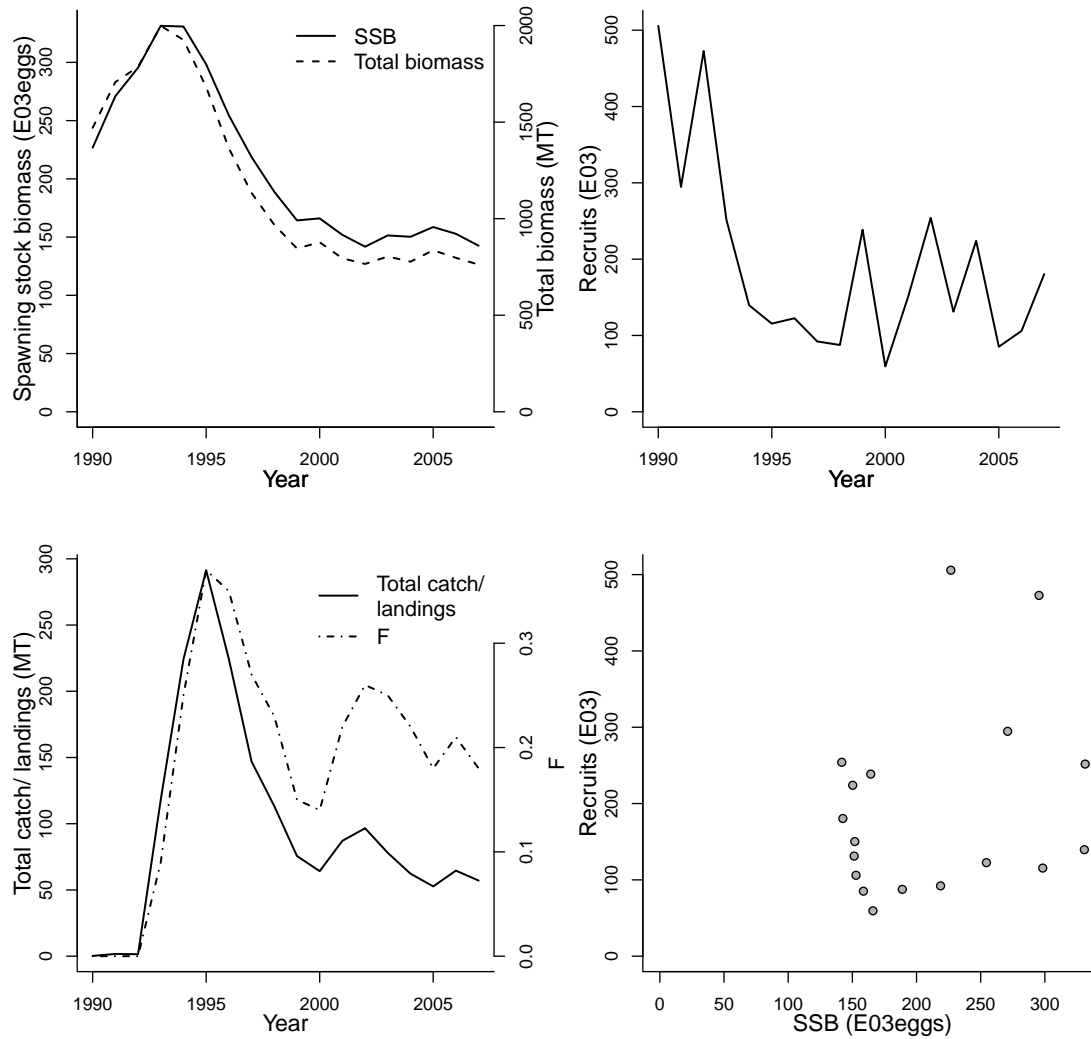 Spawning stock biomass (E03eggs)
0 50 100 150 200 250 300
SSB
Total biomass
Total biomass (MT)
0 500 1000 1500 2000
1990 1995 2000 2005
Year
Recruits (E03)
0 100 200 300 400 500
1990 1995 2000 2005
Year
Total catch/ landings (MT)
0 50 100 150 200 250 300
Total catch/
landings
F
F
0.0 0.1 0.2 0.3
1990 1995 2000 2005
Year
Recruits (E03)
0 100 200 300 400 500
0 50 100 150 200 250 300
SSB (E03eggs)